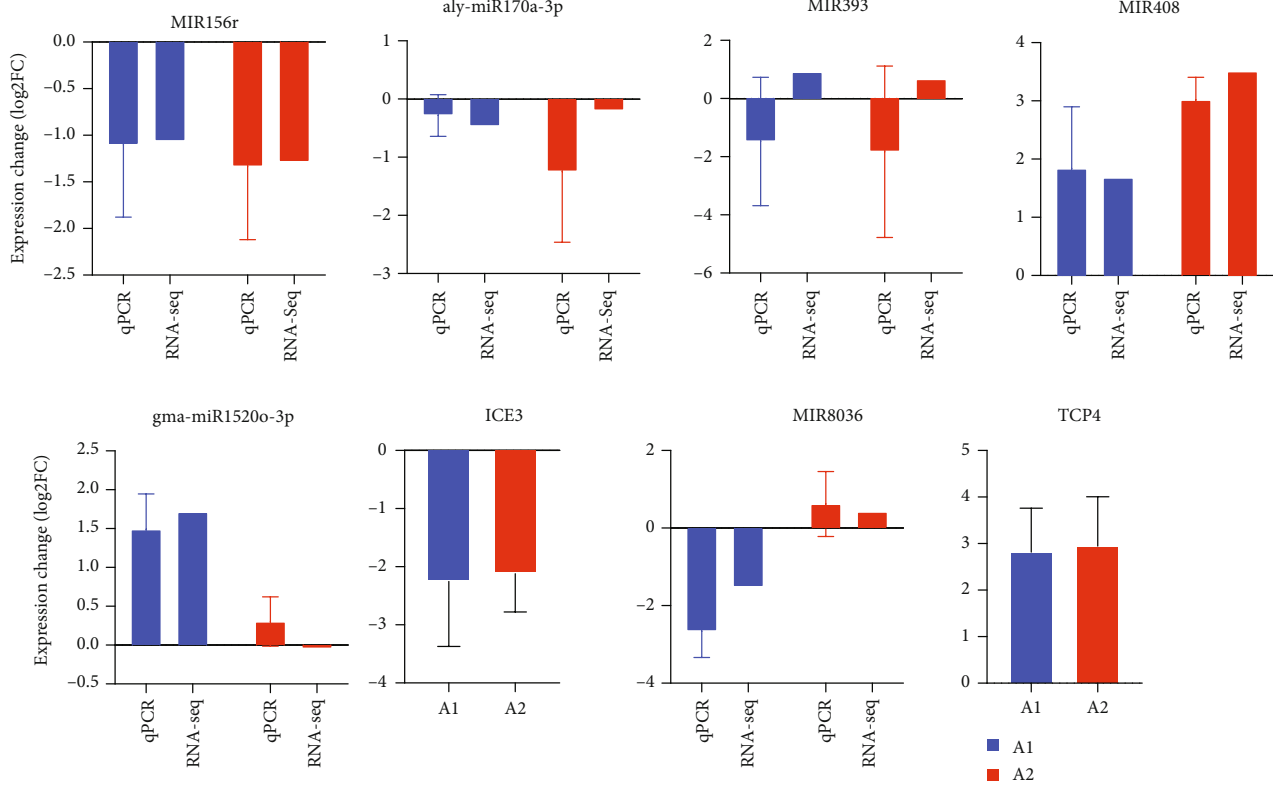 MIR156r
Expression change (log2FC)
0.0
−0.5
−1.0
−1.5
−2.0
−2.5
qPCR
RNA-seq
qPCR
RNA-Seq
aly-miR170a-3p
1
0
−1
−2
−3
qPCR
RNA-seq
qPCR
RNA-seq
MIR393
2
0
−2
−4
−6
qPCR
RNA-seq
qPCR
RNA-seq
MIR408
4
3
2
1
0
qPCR
RNA-seq
qPCR
RNA-seq
gma-miR1520o-3p
Expression change (log2FC)
2.5
2.0
1.5
1.0
0.5
0.0
−0.5
qPCR
RNA-seq
qPCR
RNA-seq
ICE3
0
−1
−2
−3
−4
A1
A2
MIR8036
2
0
−2
−4
qPCR
RNA-seq
qPCR
RNA-seq
TCP4
5
4
3
2
1
0
A1
A2
A1
A2